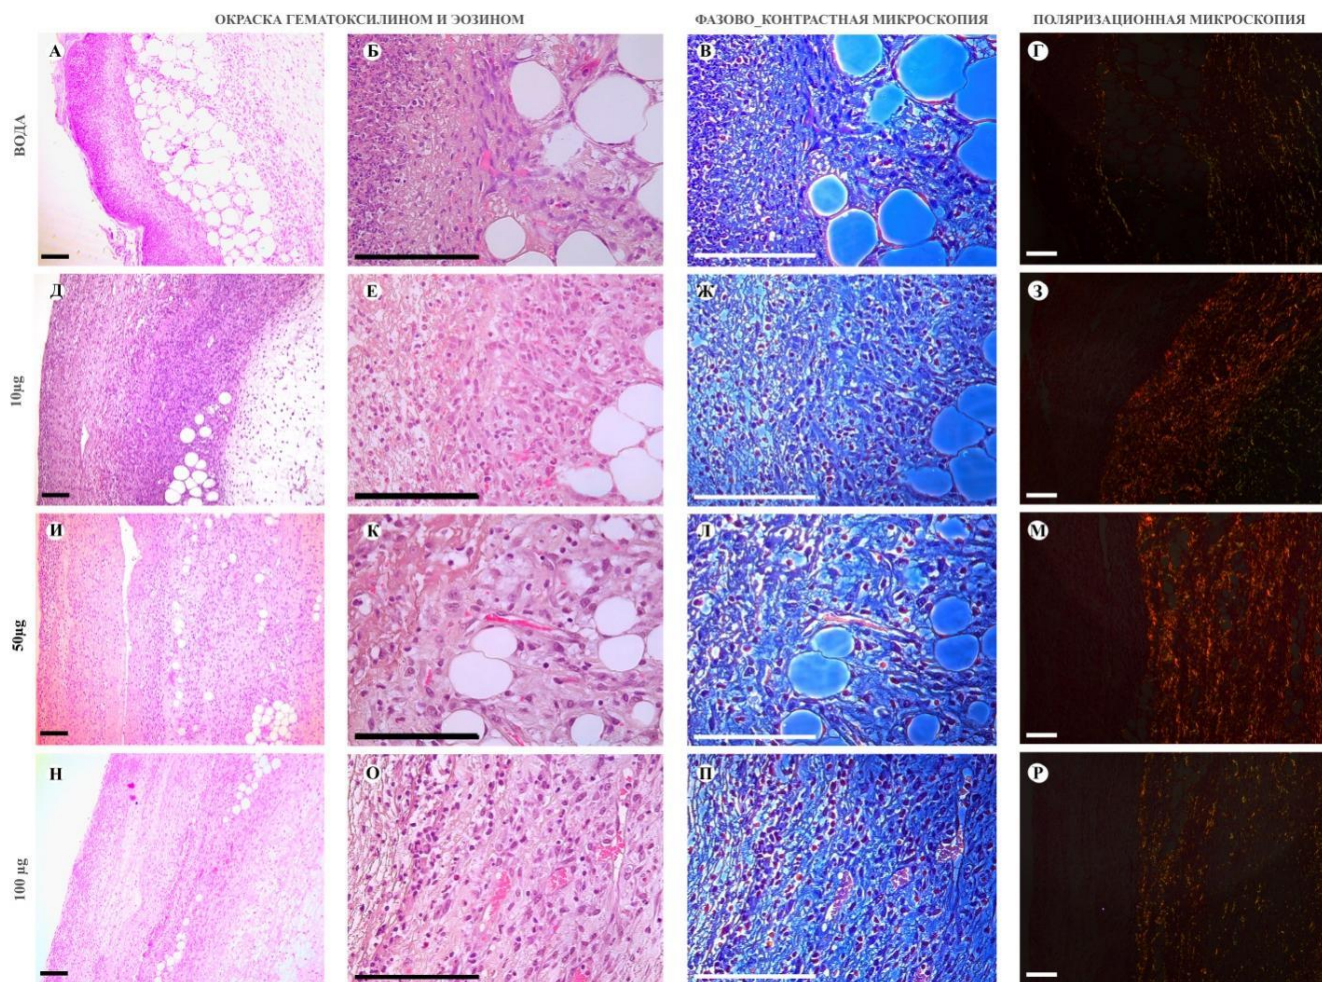 ОКРАСКА ГЕМАТОКСИЛИНОМ И ЭОЗИНОМ ФАЗОВО_КОНТРАСТНАЯ МИКРОСКОПИЯ ПОЛЯРИЗАЦИОННАЯ МИКРОСКОПИЯ
ВОДА
А Б В Г
10μg
Д Е Ж З
50μg
И К Л М
100 μg
Н О П Р